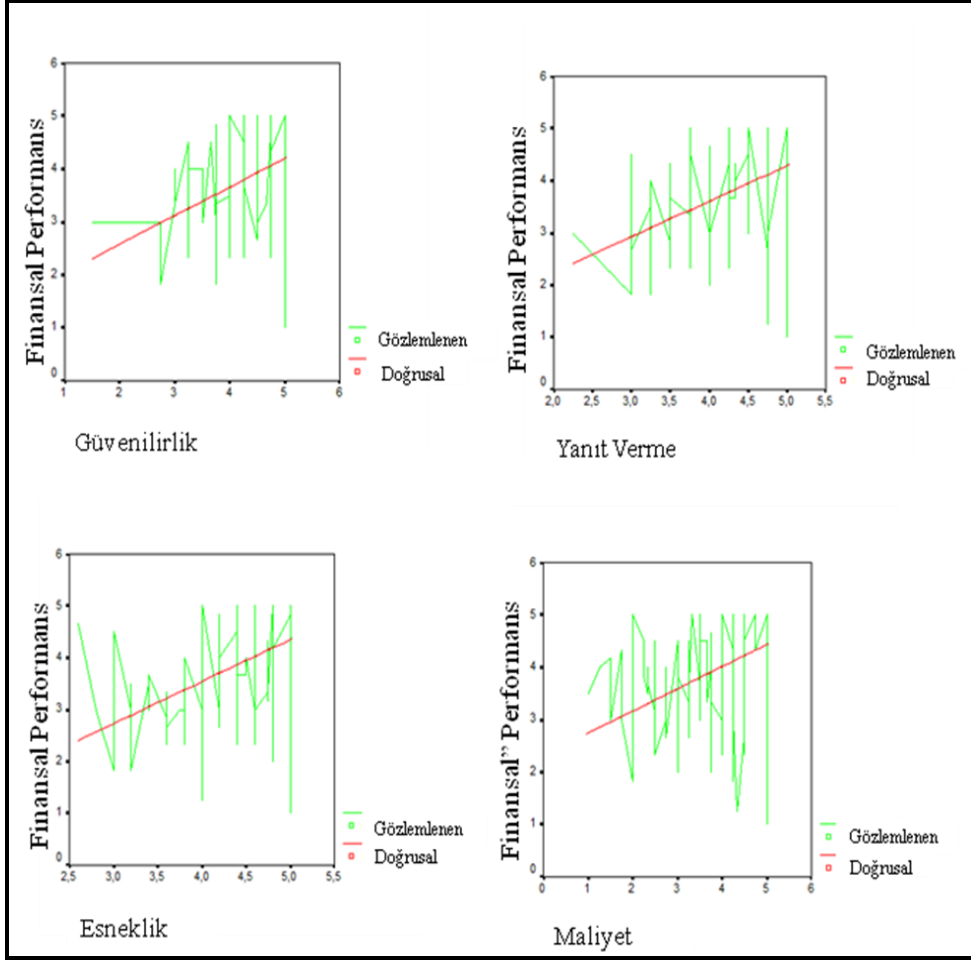 Finansal Performans
6
5
4
3
2
1
0
1 2 3 4 5 6
Gözlemlenen
Doğrusal
Güvenilirlik
Finansal Performans
6
5
4
3
2
1
0
2,0 2,5 3,0 3,5 4,0 4,5 5,0 5,5
Gözlemlenen
Doğrusal
Yanıt Verme
Finansal Performans
6
5
4
3
2
1
0
2,5 3,0 3,5 4,0 4,5 5,0 5,5
Gözlemlenen
Doğrusal
Esneklik
Finansal” Performans
6
5
4
3
2
1
0
0 1 2 3 4 5 6
Gözlemlenen
Doğrusal
Maliyet